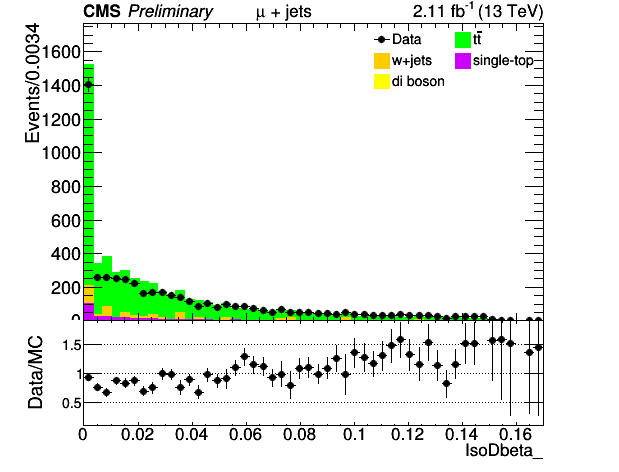 CMS Preliminary μ + jets 2.11 fb⁻¹ (13 TeV)
Events/0.0034
1600
1400
1200
1000
800
600
400
200
0
Data
tt̄
w+jets
single-top
di boson
Data/MC
1.5
1
0.5
0 0.02 0.04 0.06 0.08 0.1 0.12 0.14 0.16
IsoDbeta_